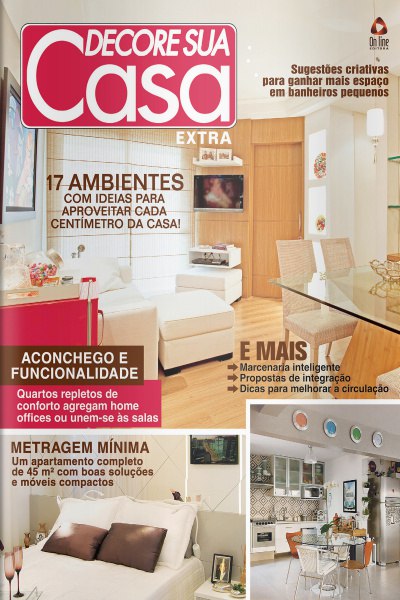 DECORE SUA
Casa
EXTRA
On line
EDITORA
Sugestões criativas
para ganhar mais espaço
em banheiros pequenos
17 AMBIENTES
COM IDEIAS PARA
APROVEITAR CADA
CENTÍMETRO DA CASA!
ACONCHEGO E
FUNCIONALIDADE
Quartos repletos de
conforto agregam home
offices ou unem-se às salas
E MAIS
Marcenaria inteligente
Propostas de integração
Dicas para melhorar a circulação
METRAGEM MÍNIMA
Um apartamento completo
de 45 m² com boas soluções
e móveis compactos